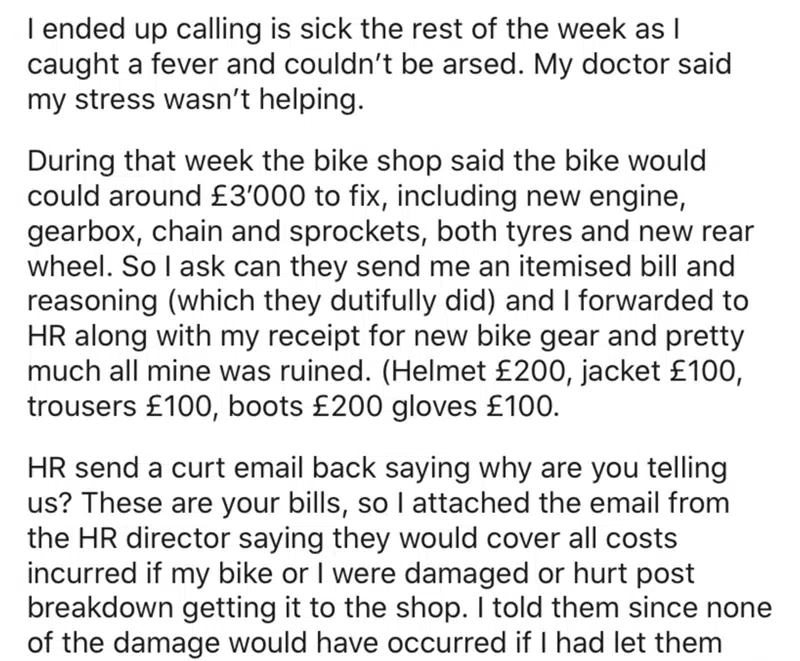 I ended up calling is sick the rest of the week as I
caught a fever and couldn’t be arsed. My doctor said
my stress wasn’t helping.
During that week the bike shop said the bike would
could around £3’000 to fix, including new engine,
gearbox, chain and sprockets, both tyres and new rear
wheel. So I ask can they send me an itemised bill and
reasoning (which they dutifully did) and I forwarded to
HR along with my receipt for new bike gear and pretty
much all mine was ruined. (Helmet £200, jacket £100,
trousers £100, boots £200 gloves £100.
HR send a curt email back saying why are you telling
us? These are your bills, so I attached the email from
the HR director saying they would cover all costs
incurred if my bike or I were damaged or hurt post
breakdown getting it to the shop. I told them since none
of the damage would have occurred if I had let them